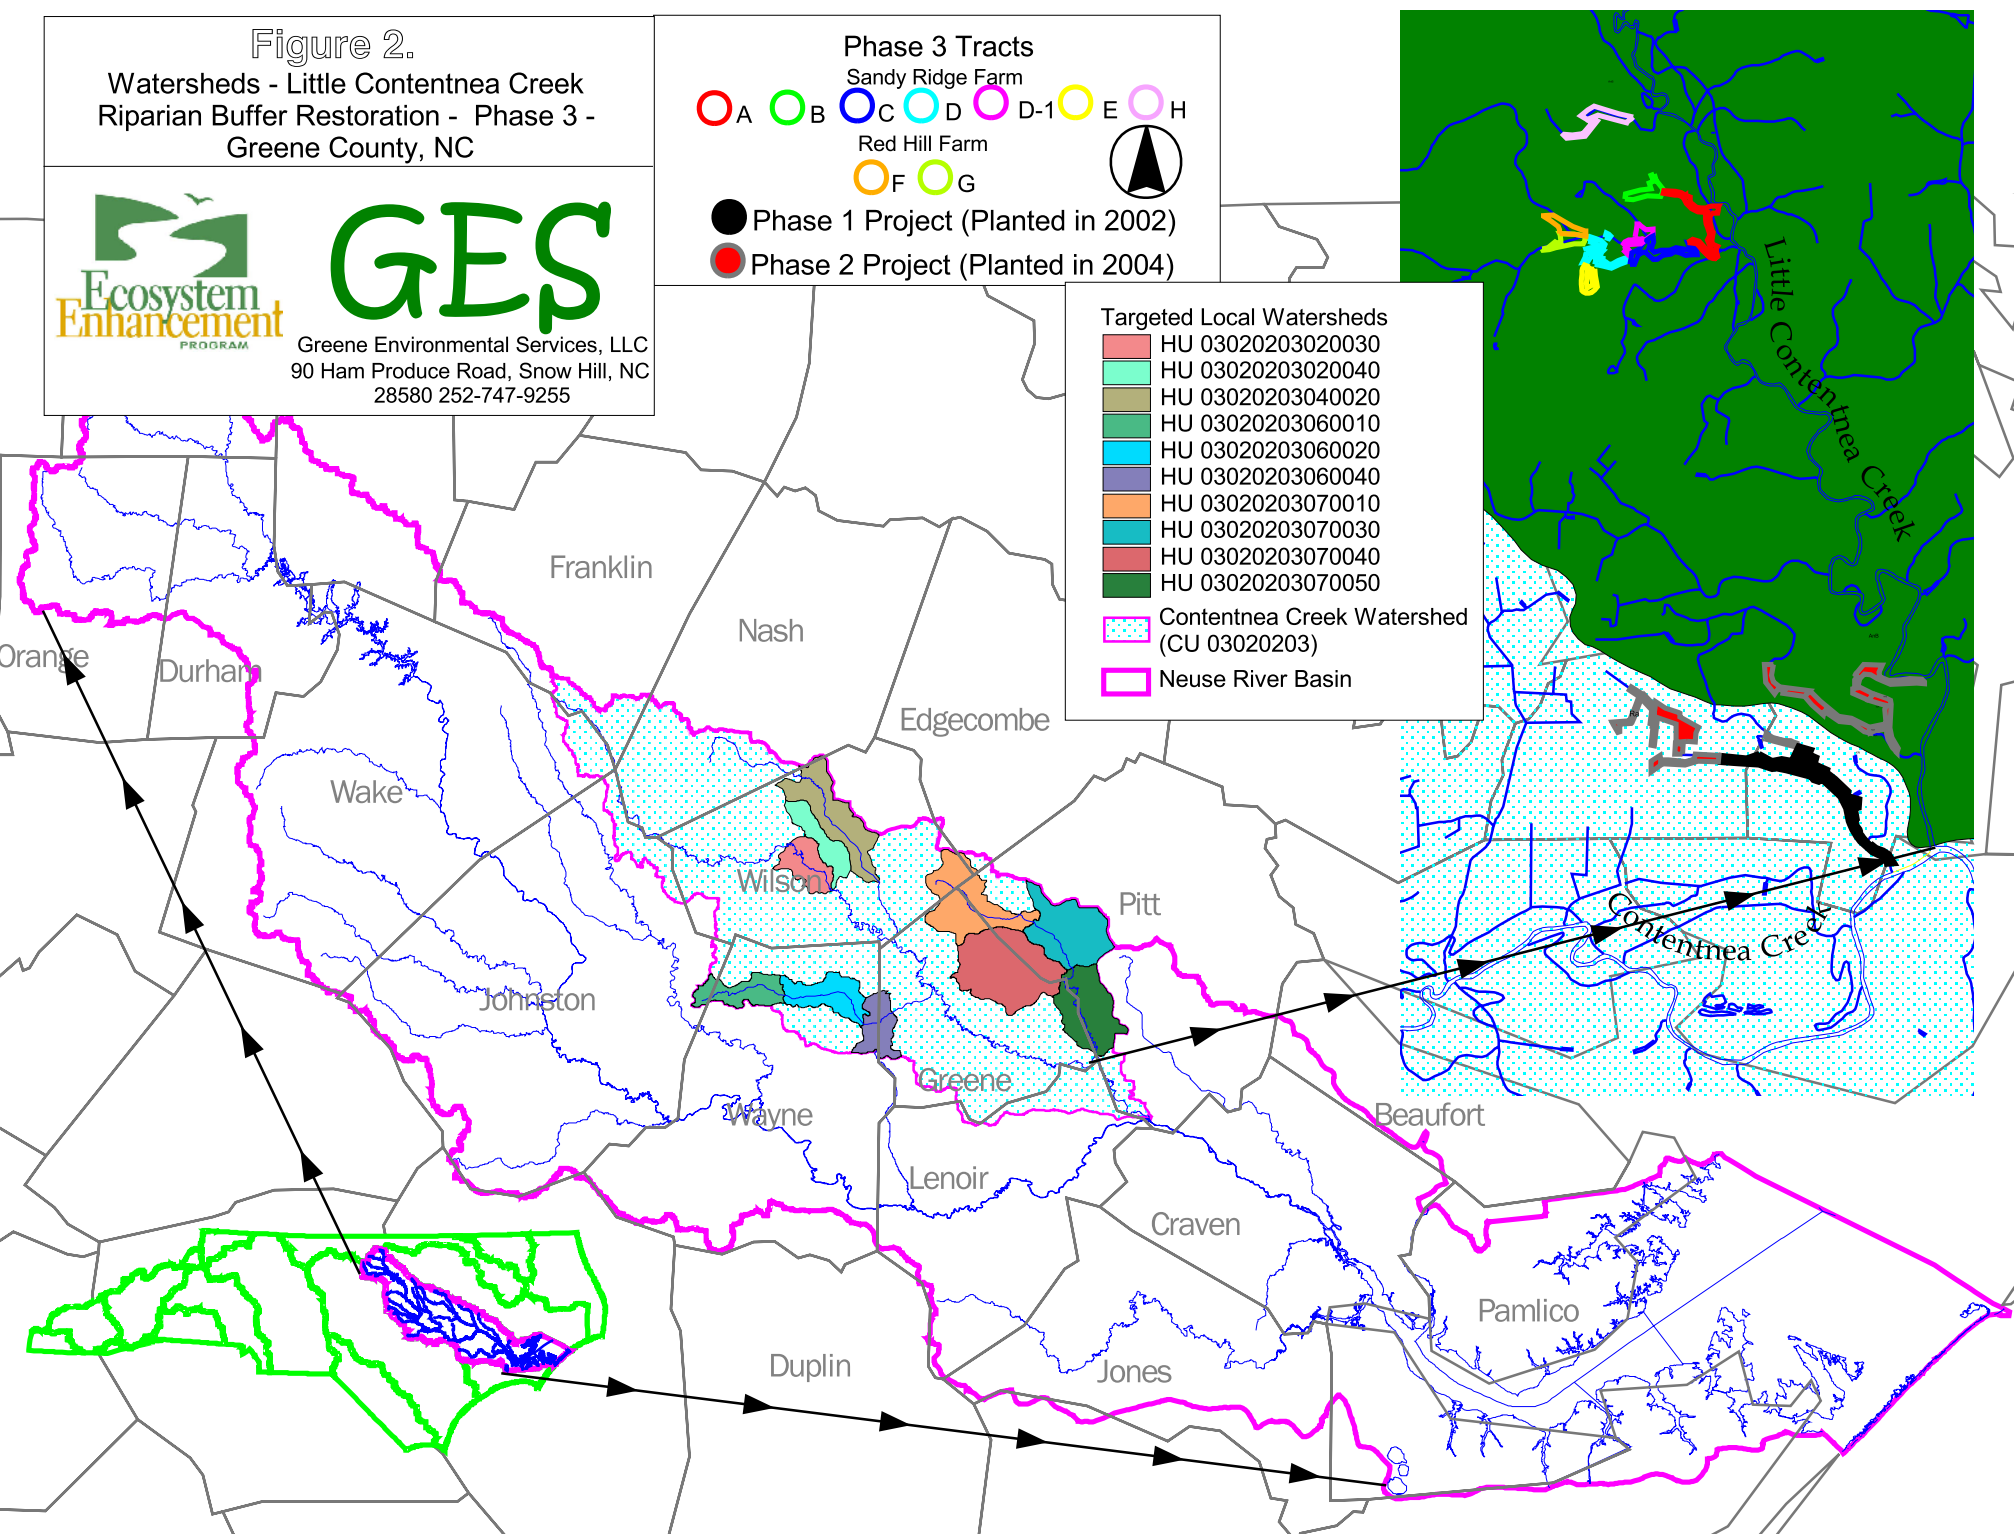 Figure 2.
Watersheds - Little Contentnea Creek
Riparian Buffer Restoration - Phase 3 -
Greene County, NC
Ecosystem
Enhancement
PROGRAM
GES
Greene Environmental Services, LLC
90 Ham Produce Road, Snow Hill, NC
28580 252-747-9255
Phase 3 Tracts
Sandy Ridge Farm
A B C D D-1 E H
Red Hill Farm
F G
Phase 1 Project (Planted in 2002)
Phase 2 Project (Planted in 2004)
Targeted Local Watersheds
HU 03020203020030
HU 03020203020040
HU 03020203040020
HU 03020203060010
HU 03020203060020
HU 03020203060040
HU 03020203070010
HU 03020203070030
HU 03020203070040
HU 03020203070050
Contentnea Creek Watershed
(CU 03020203)
Neuse River Basin
Little Contentnea Creek
Contentnea Creek
Franklin
Nash
Orange
Durham
Edgecombe
Wake
Wilson
Pitt
Johnston
Greene
Wayne
Beaufort
Lenoir
Craven
Pamlico
Duplin
Jones